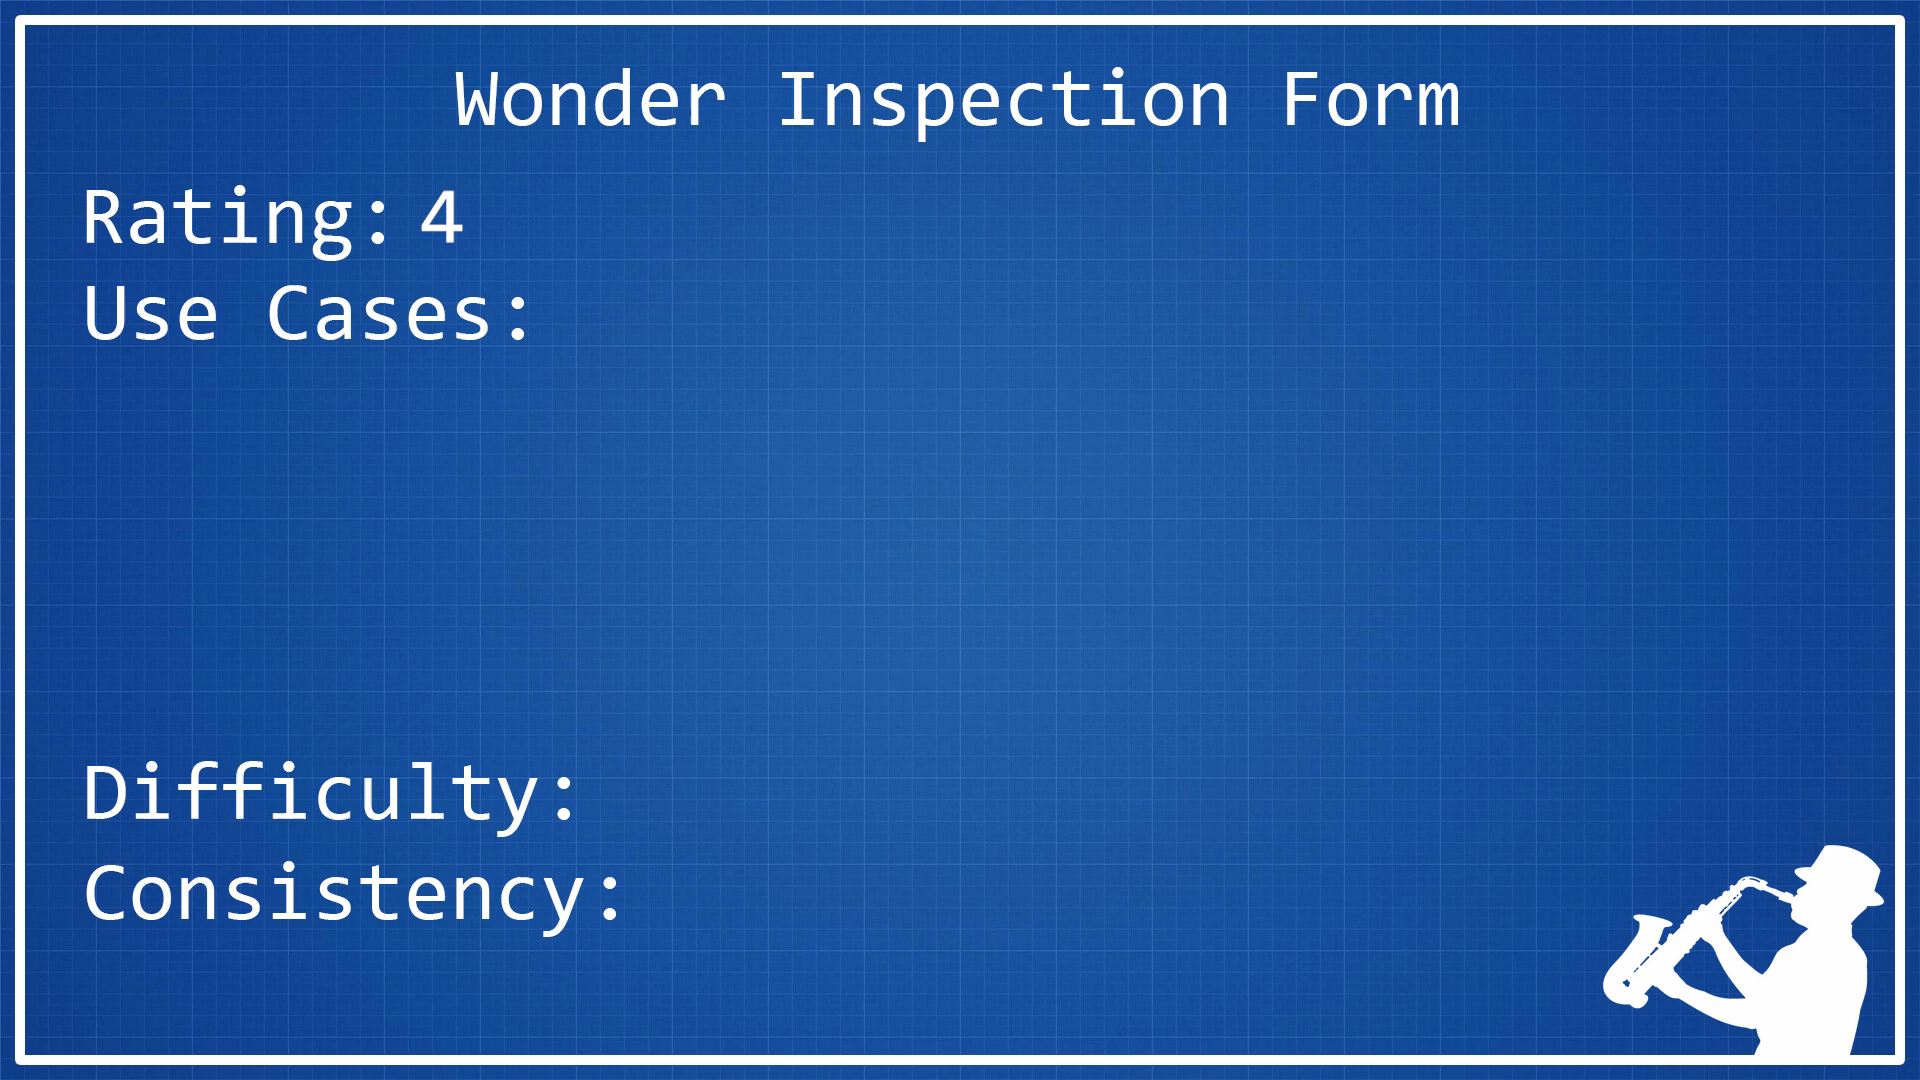 Wonder Inspection Form
Rating: 4
Use Cases:
Difficulty:
Consistency: